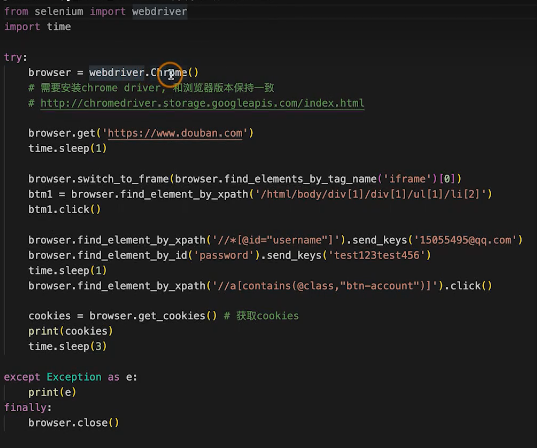 from selenium import webdriver
import time
try:
browser = webdriver.Chrome()
# 需要安装chrome driver, 和浏览器版本保持一致
# http://chromedriver.storage.googleapis.com/index.html
browser.get('https://www.douban.com')
time.sleep(1)
browser.switch_to_frame(browser.find_elements_by_tag_name('iframe')[0])
btm1 = browser.find_element_by_xpath('/html/body/div[1]/div[1]/ul[1]/li[2]')
btm1.click()
browser.find_element_by_xpath('//*[@id="username"]').send_keys('15055495@qq.com')
browser.find_element_by_id('password').send_keys('test123test456')
time.sleep(1)
browser.find_element_by_xpath('//a[contains(@class,"btn-account")]').click()
cookies = browser.get_cookies() # 获取cookies
print(cookies)
time.sleep(3)
except Exception as e:
print(e)
finally:
browser.close()